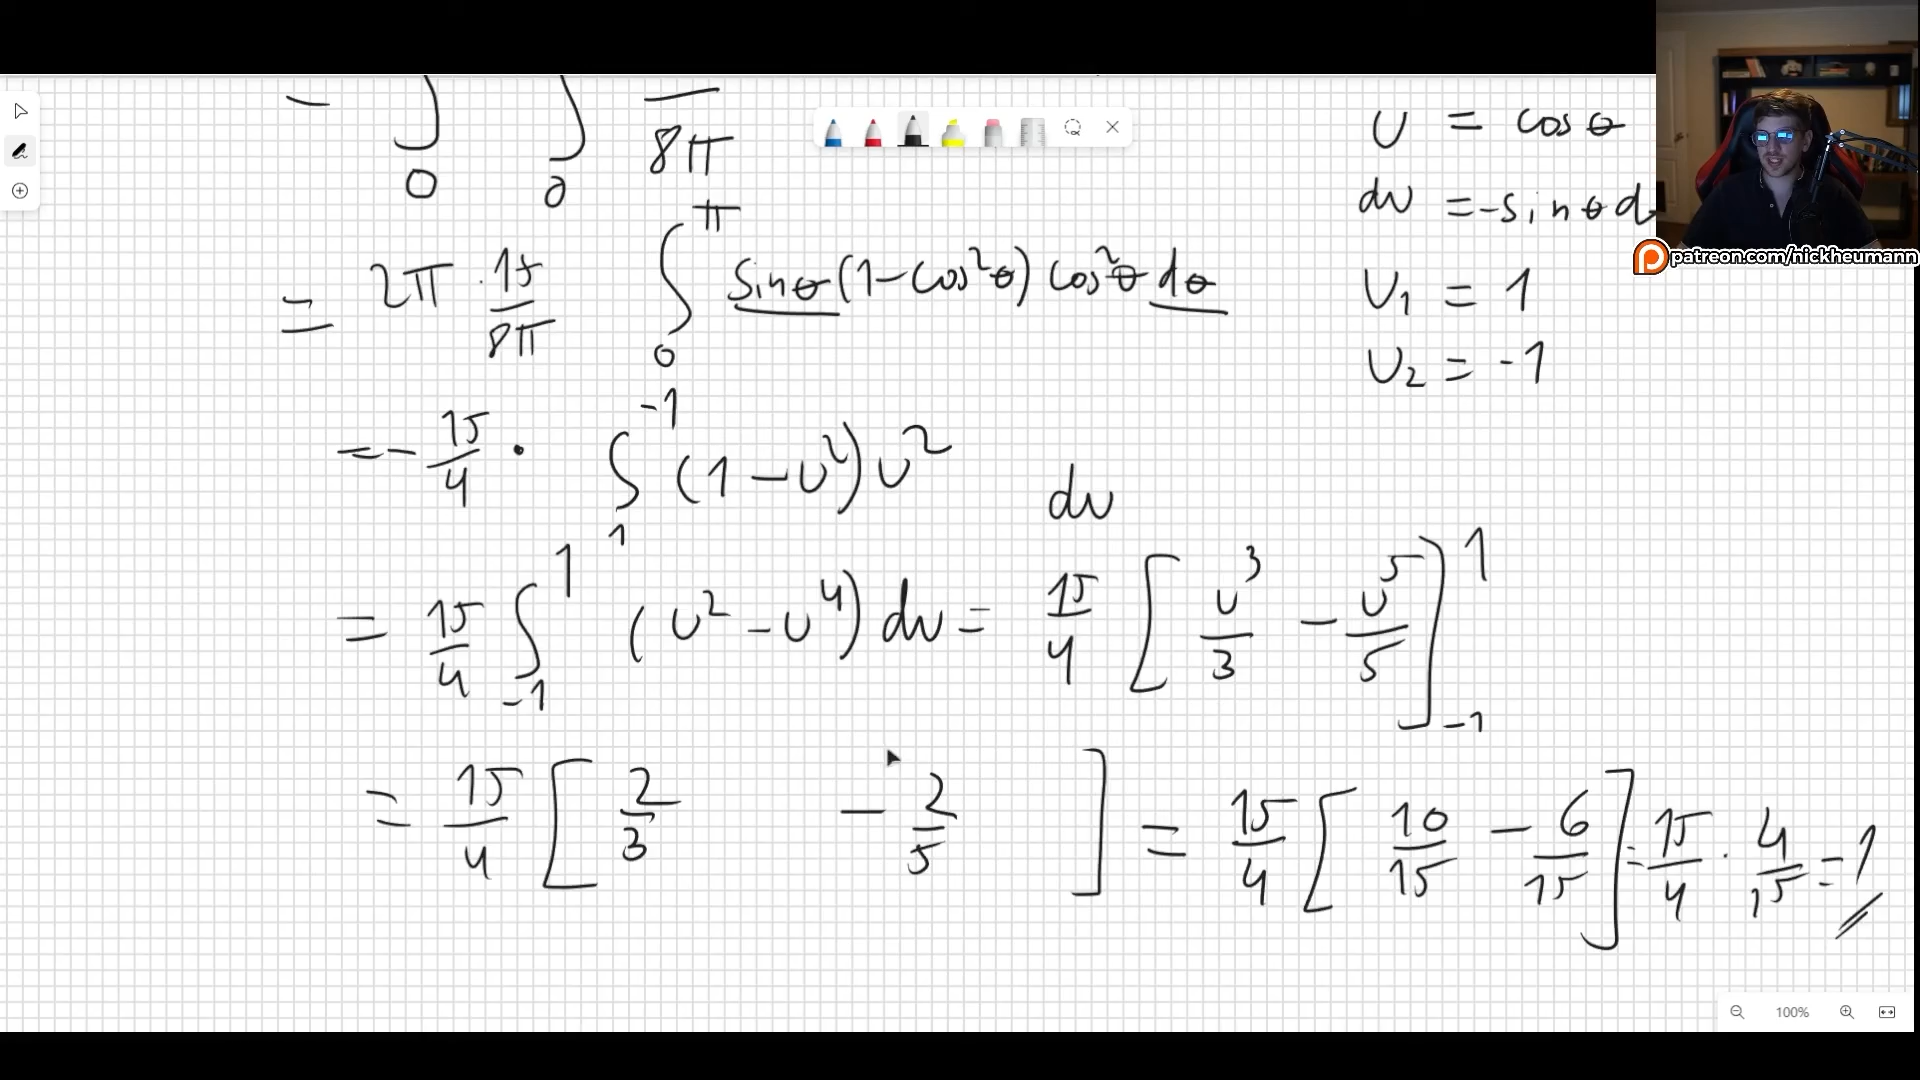 — ∫ ∫ —
0 0 8π
u = cos θ
du = -sin θ d
patreon.com/nickheumann
= 2π · 15/8π ∫₀^π sinθ (1 - cos²θ) cos²θ dθ
u₁ = 1
u₂ = -1
= - 15/4 · ∫₁^-1 (1 - u²) u² du
= 15/4 ∫₋₁^1 (u² - u⁴) du = 15/4 [ u³/3 - u⁵/5 ]₋₁^1
= 15/4 [ 2/3 - 2/5 ] = 15/4 [ 10/15 - 6/15 ] = 15/4 · 4/15 = 1
100%